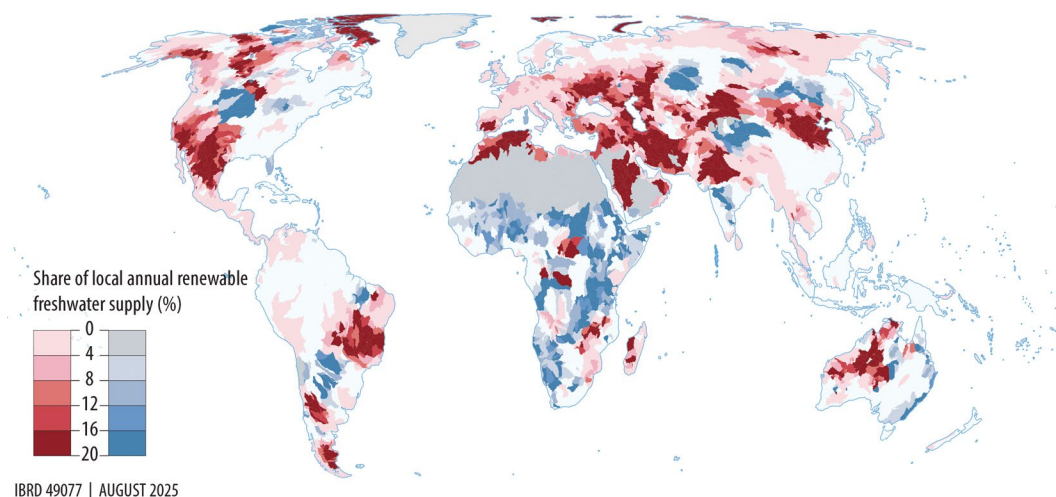 Share of local annual renewable
freshwater supply (%)
0
4
8
12
16
20
IBRD 49077 | AUGUST 2025